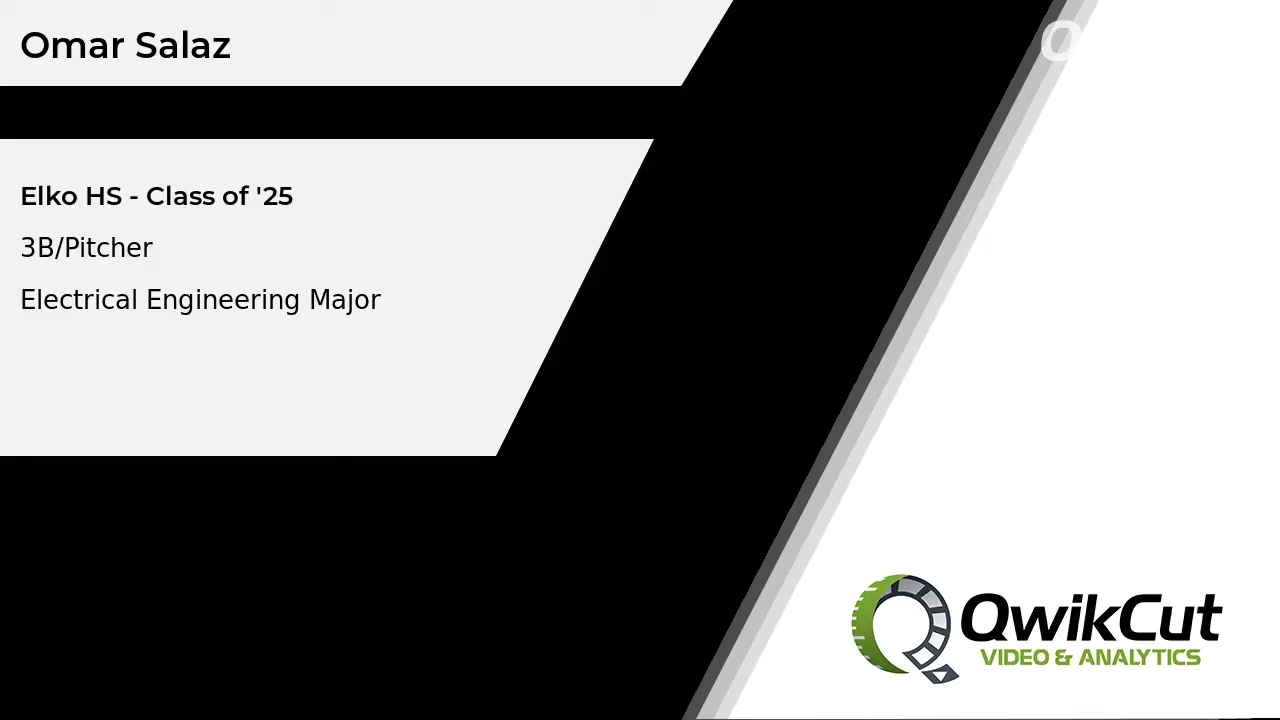 Omar Salaz
O
Elko HS - Class of '25
3B/Pitcher
Electrical Engineering Major
QwikCut
VIDEO & ANALYTICS